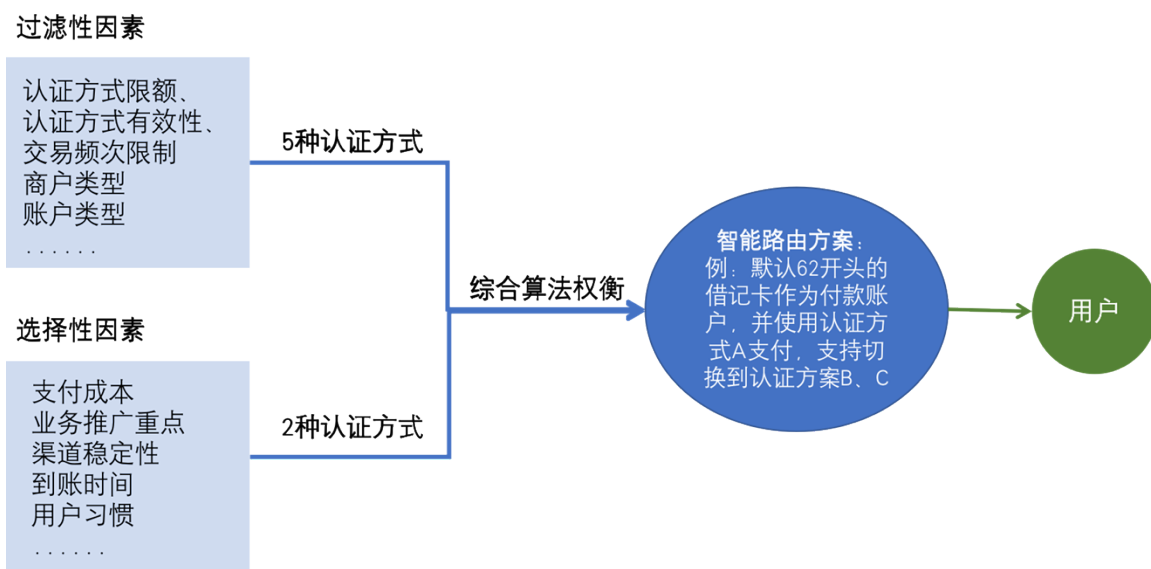 过滤性因素
认证方式限额、
认证方式有效性、
交易频次限制
商户类型
账户类型
......
5种认证方式
选择性因素
支付成本
业务推广重点
渠道稳定性
到账时间
用户习惯
......
2种认证方式
综合算法权衡
智能路由方案：
例：默认62开头的
借记卡作为付款账
户，并使用认证方
式A支付，支持切
换到认证方案B、C
用户